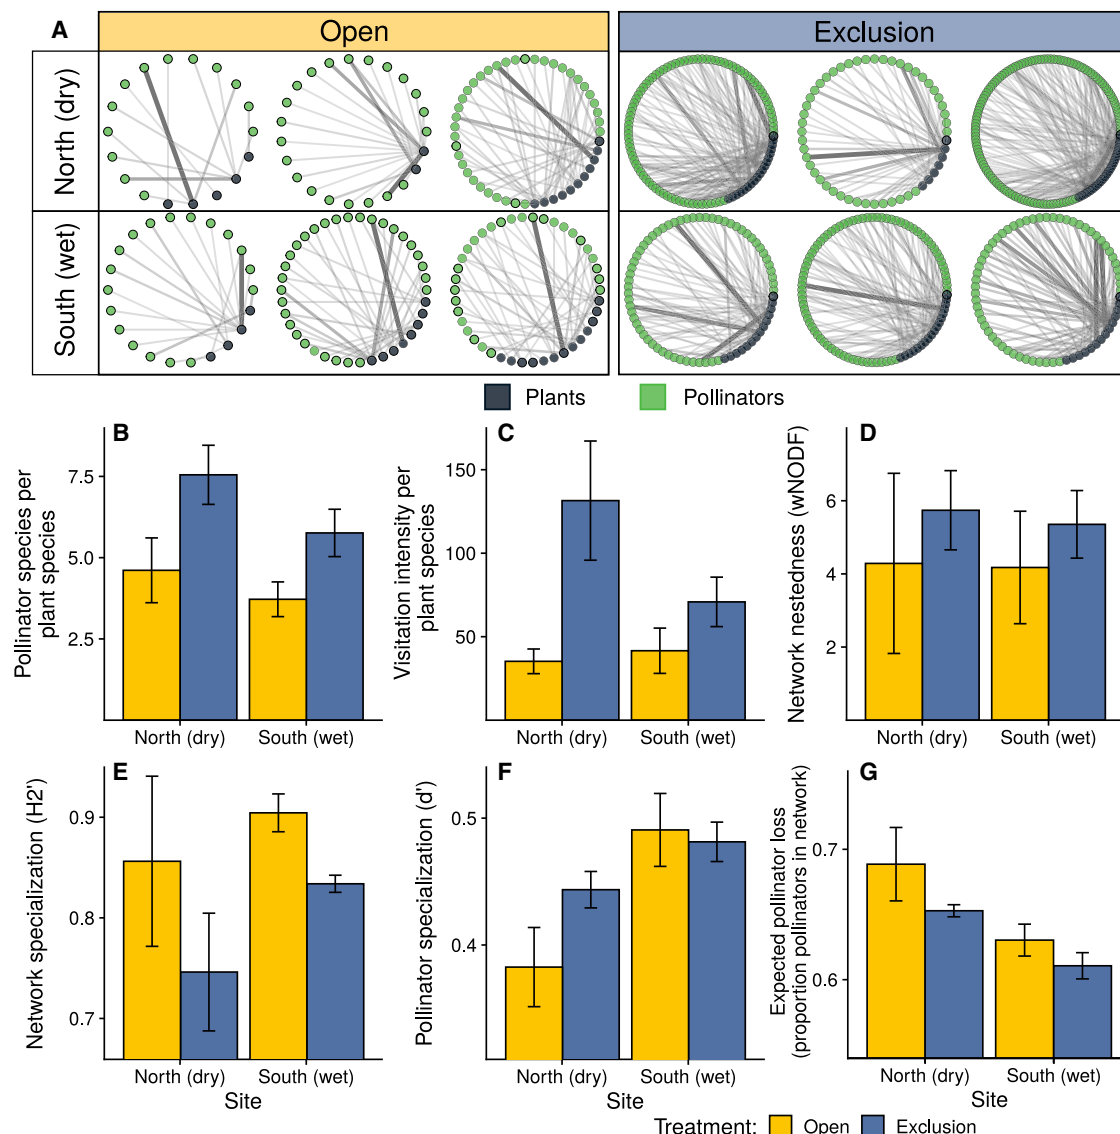 A
Open
Exclusion
North (dry)
South (wet)
Plants
Pollinators
B
Pollinator species per
plant species
7.5
5.0
2.5
North (dry)
South (wet)
C
Visitation intensity per
plant species
150
100
50
North (dry)
South (wet)
D
Network nestedness (wNODF)
6
4
2
North (dry)
South (wet)
E
Network specialization (H2')
0.9
0.8
0.7
North (dry)
South (wet)
Site
F
Pollinator specialization (d')
0.5
0.4
North (dry)
South (wet)
Site
G
Expected pollinator loss
(proportion pollinators in network)
0.7
0.6
North (dry)
South (wet)
Site
Treatment: Open Exclusion